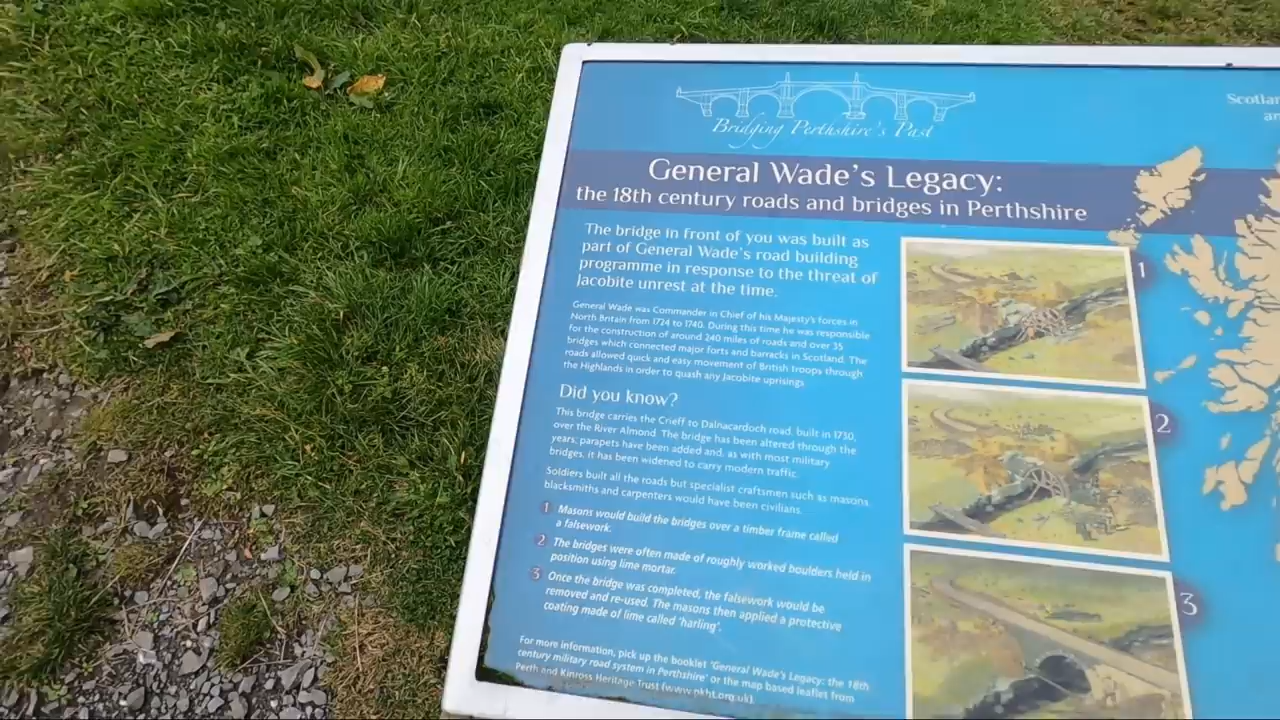 Bridging Perthshire's Past
General Wade's Legacy:
the 18th century roads and bridges in Perthshire
The bridge in front of you was built as
part of General Wade's road building
programme in response to the threat of
Jacobite unrest at the time.
General Wade was Commander in Chief of his Majesty's forces in
North Britain from 1724 to 1740. During this time he was responsible
for the construction of around 240 miles of roads and over 35
bridges which connected major forts and barracks in Scotland. The
roads allowed quick and easy movement of British troops through
the Highlands in order to quash any Jacobite uprisings.
Did you know?
This bridge carries the Crieff to Dalnacardoch road, built in 1730,
over the River Almond. The bridge has been altered through the
years; parapets have been added and, as with most military
bridges, it has been widened to carry modern traffic.
Soldiers built all the roads but specialist craftsmen such as masons,
blacksmiths and carpenters would have been civilians.
1 Masons would build the bridges over a timber frame called
a falsework.
2 The bridges were often made of roughly worked boulders held in
position using lime mortar.
3 Once the bridge was completed, the falsework would be
removed and re-used. The masons then applied a protective
coating made of lime called 'harling'.
For more information, pick up the booklet 'General Wade's Legacy: the 18th
century military road system in Perthshire' or the map based leaflet from
Perth and Kinross Heritage Trust (www.pkht.org.uk).
1
2
3